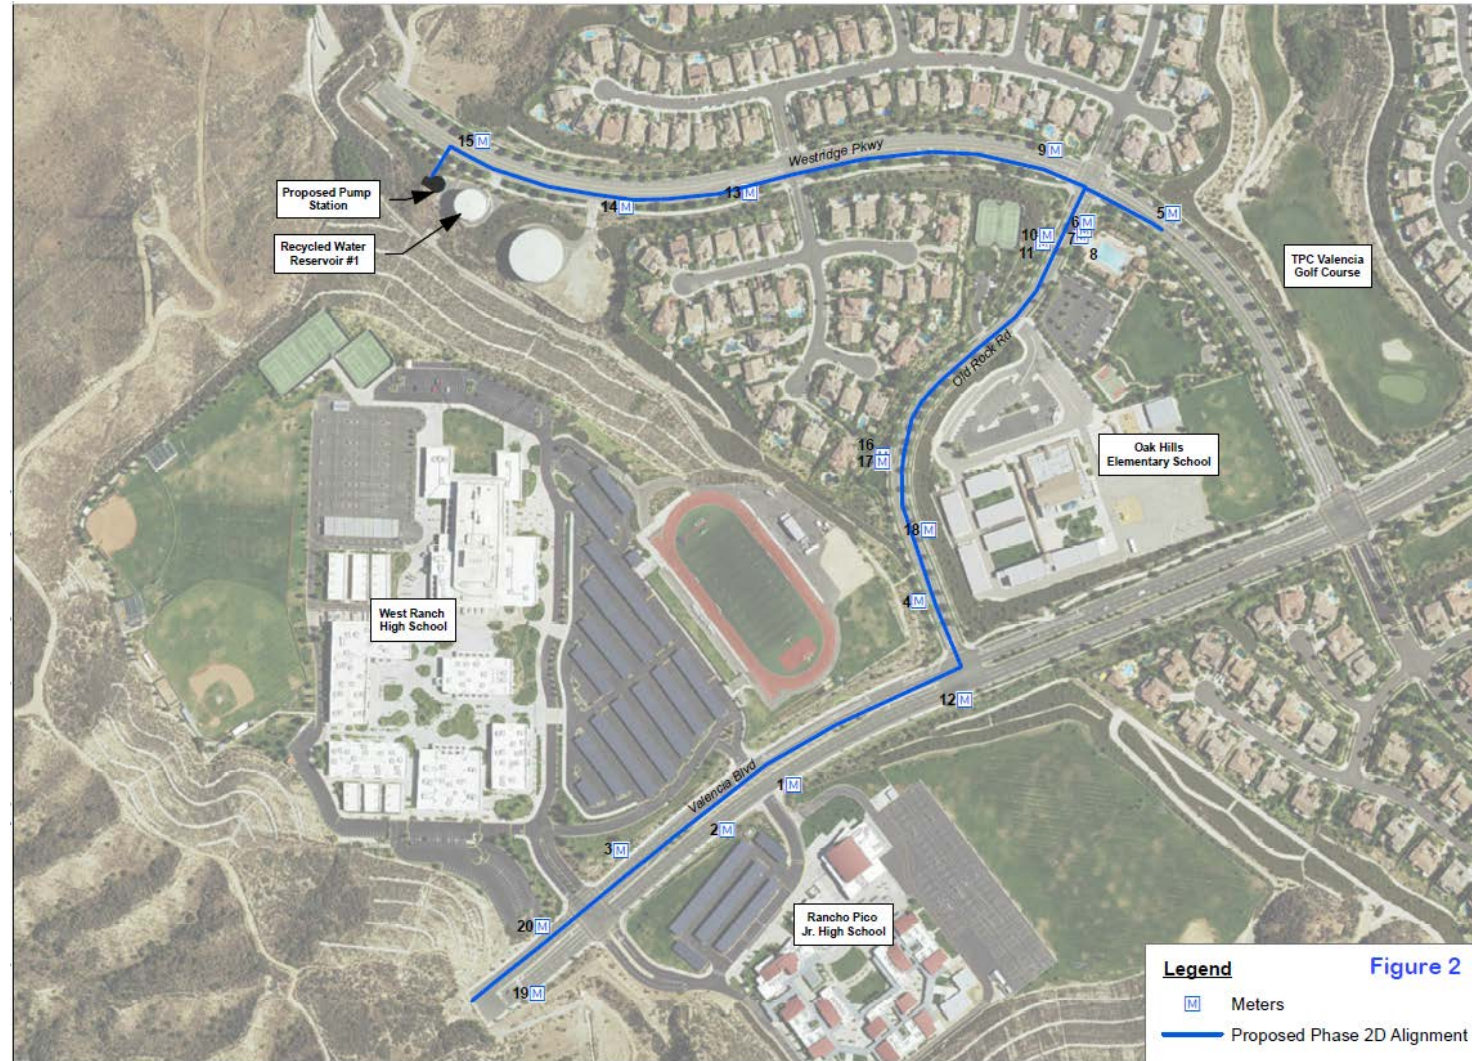 15 M
9 M
Westridge Pkwy
Proposed Pump
Station
13 M
14 M
5 M
6 M
7 M
8
10 M
11 M
Recycled Water
Reservoir #1
TPC Valencia
Golf Course
Old Rock Rd
16 M
17 M
Oak Hills
Elementary School
18 M
4 M
West Ranch
High School
12 M
Valencia Blvd
1 M
2 M
3 M
Rancho Pico
Jr. High School
20 M
19 M
Legend
Figure 2
M Meters
Proposed Phase 2D Alignment